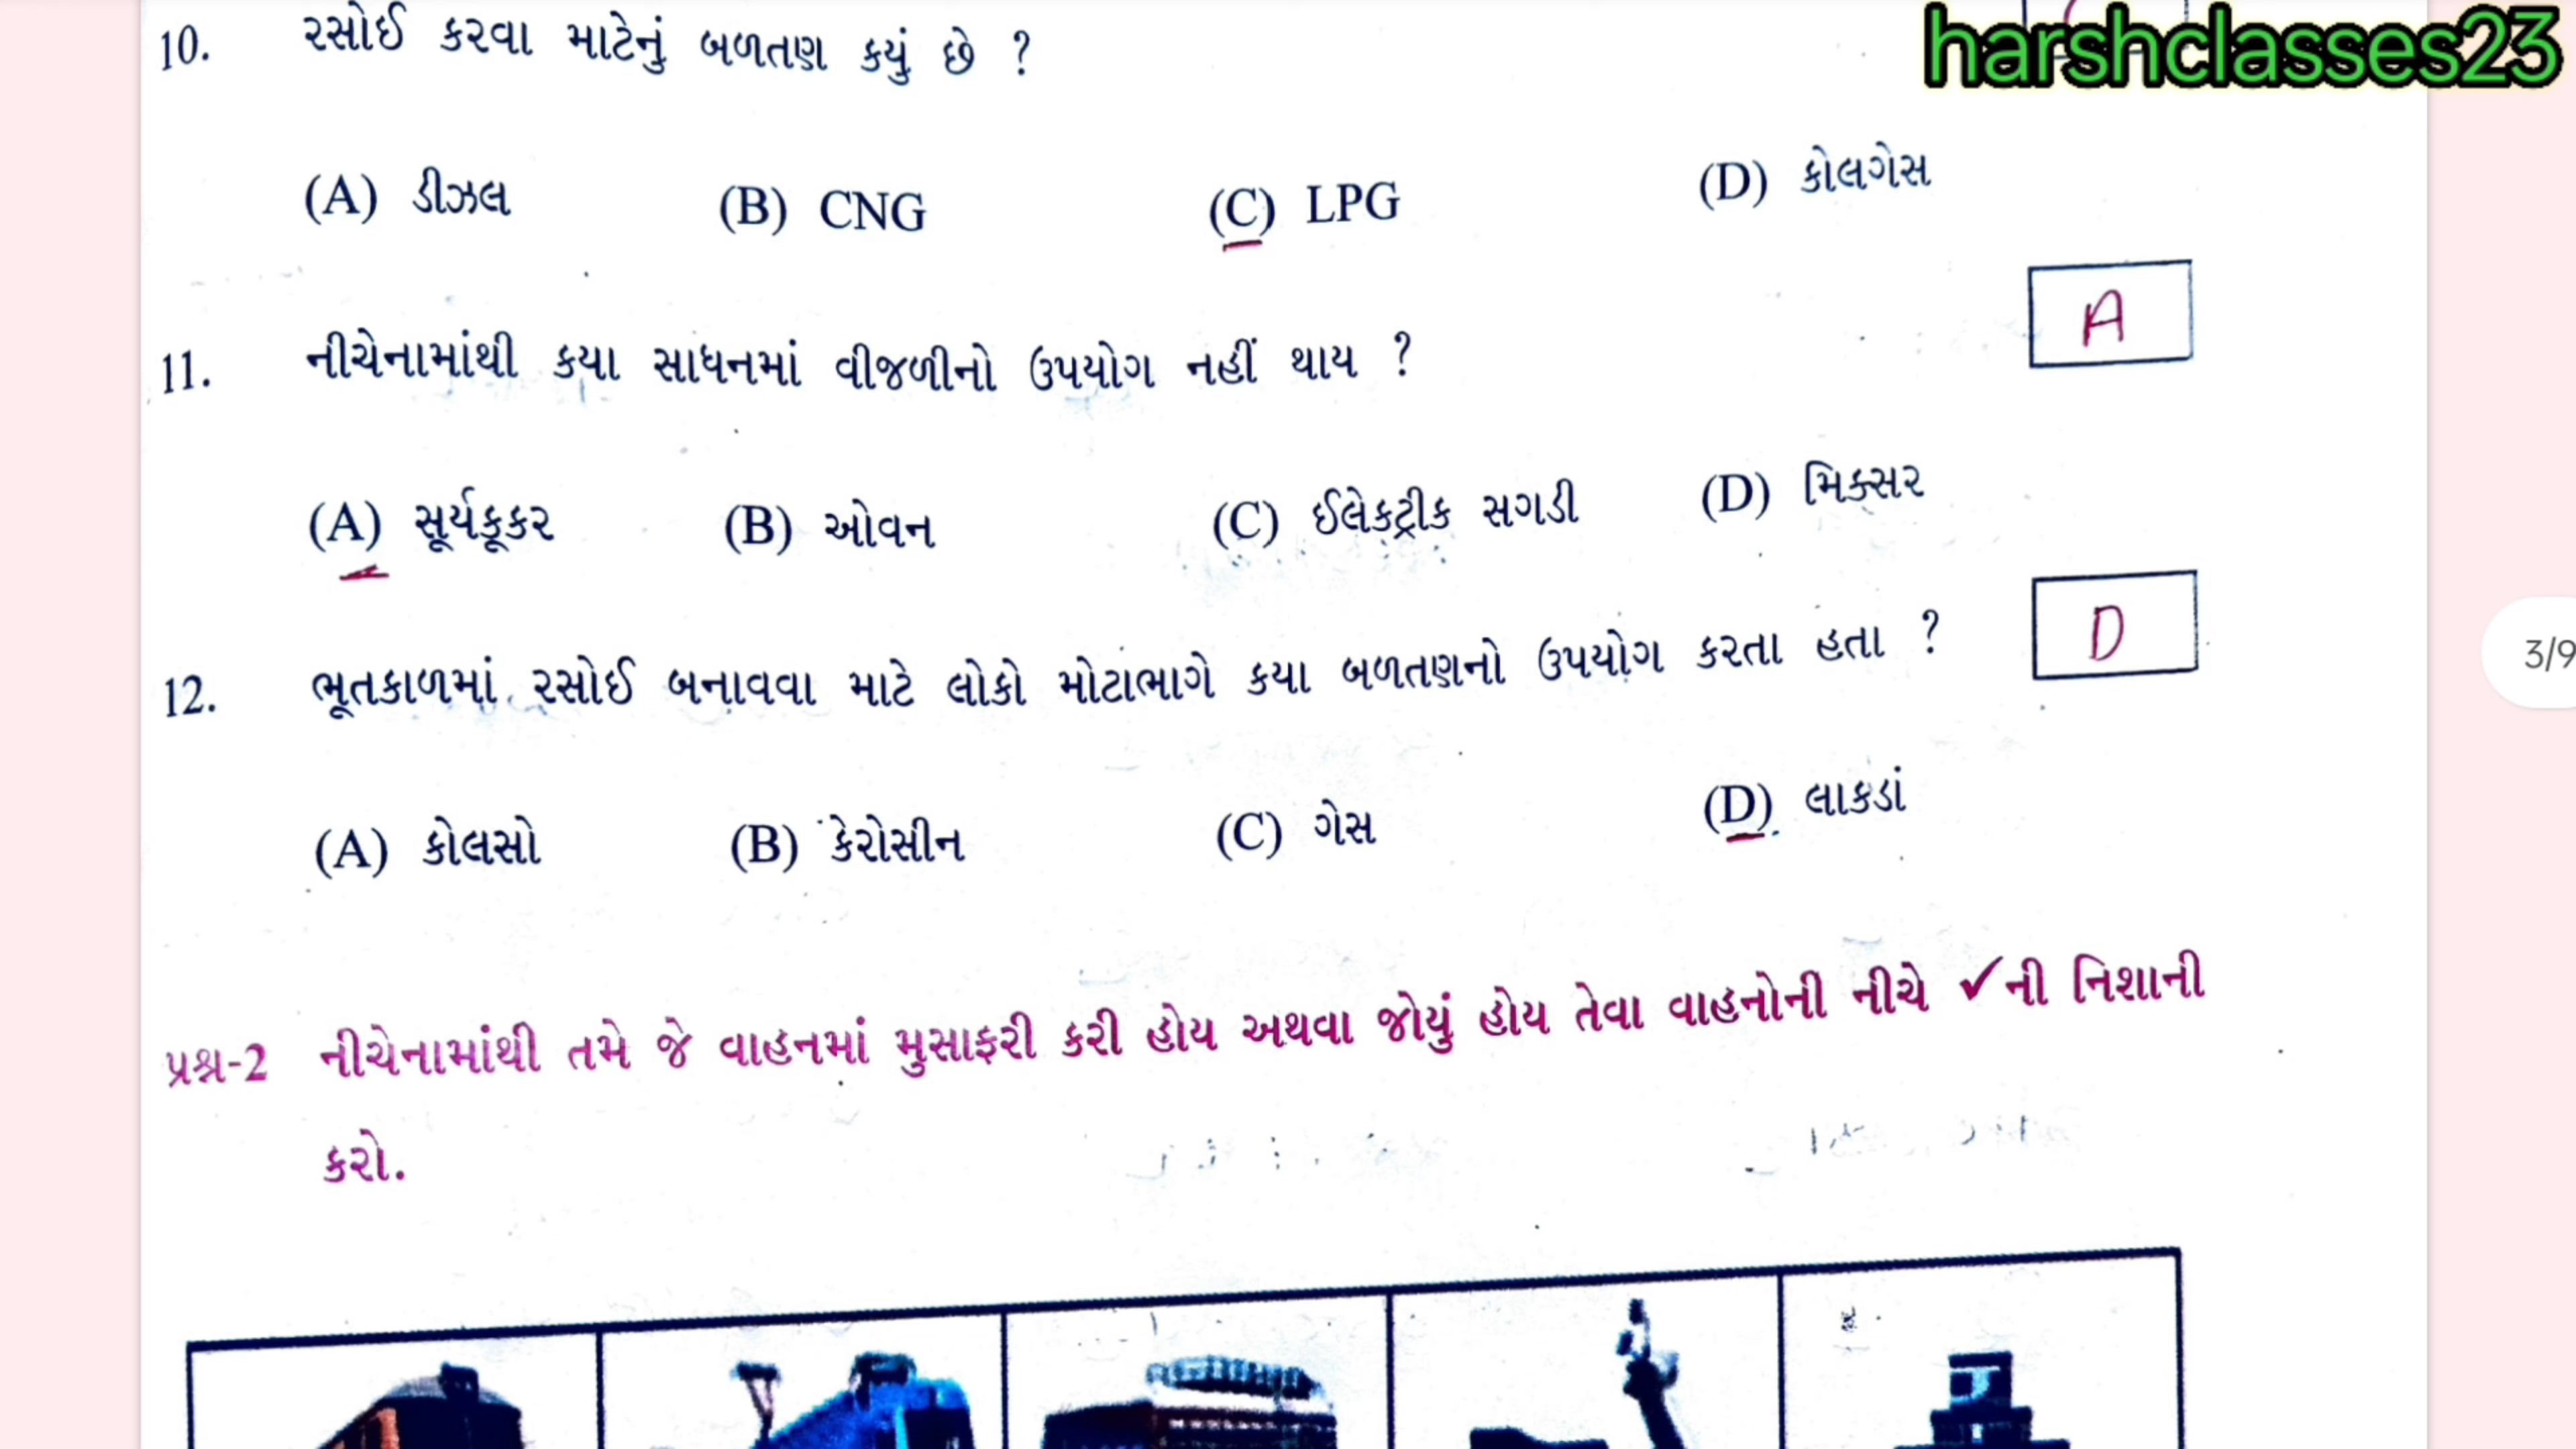 harshclasses23
10. રસોઈ કરવા માટેનું બળતણ કયું છે ?
(A) ડીઝલ (B) CNG (C) LPG (D) કોલગેસ
A
11. નીચેનામાંથી કયા સાધનમાં વીજળીનો ઉપયોગ નહીં થાય ?
(A) સૂર્યકૂકર (B) ઓવન (C) ઈલેક્ટ્રીક સગડી (D) મિક્સર
D
12. ભૂતકાળમાં રસોઈ બનાવવા માટે લોકો મોટાભાગે કયા બળતણનો ઉપયોગ કરતા હતા ?
3/9
(A) કોલસો (B) કેરોસીન (C) ગેસ (D) લાકડાં
પ્રશ્ન-2 નીચેનામાંથી તમે જે વાહનમાં મુસાફરી કરી હોય અથવા જોયું હોય તેવા વાહનોની નીચે ✓ની નિશાની
કરો.